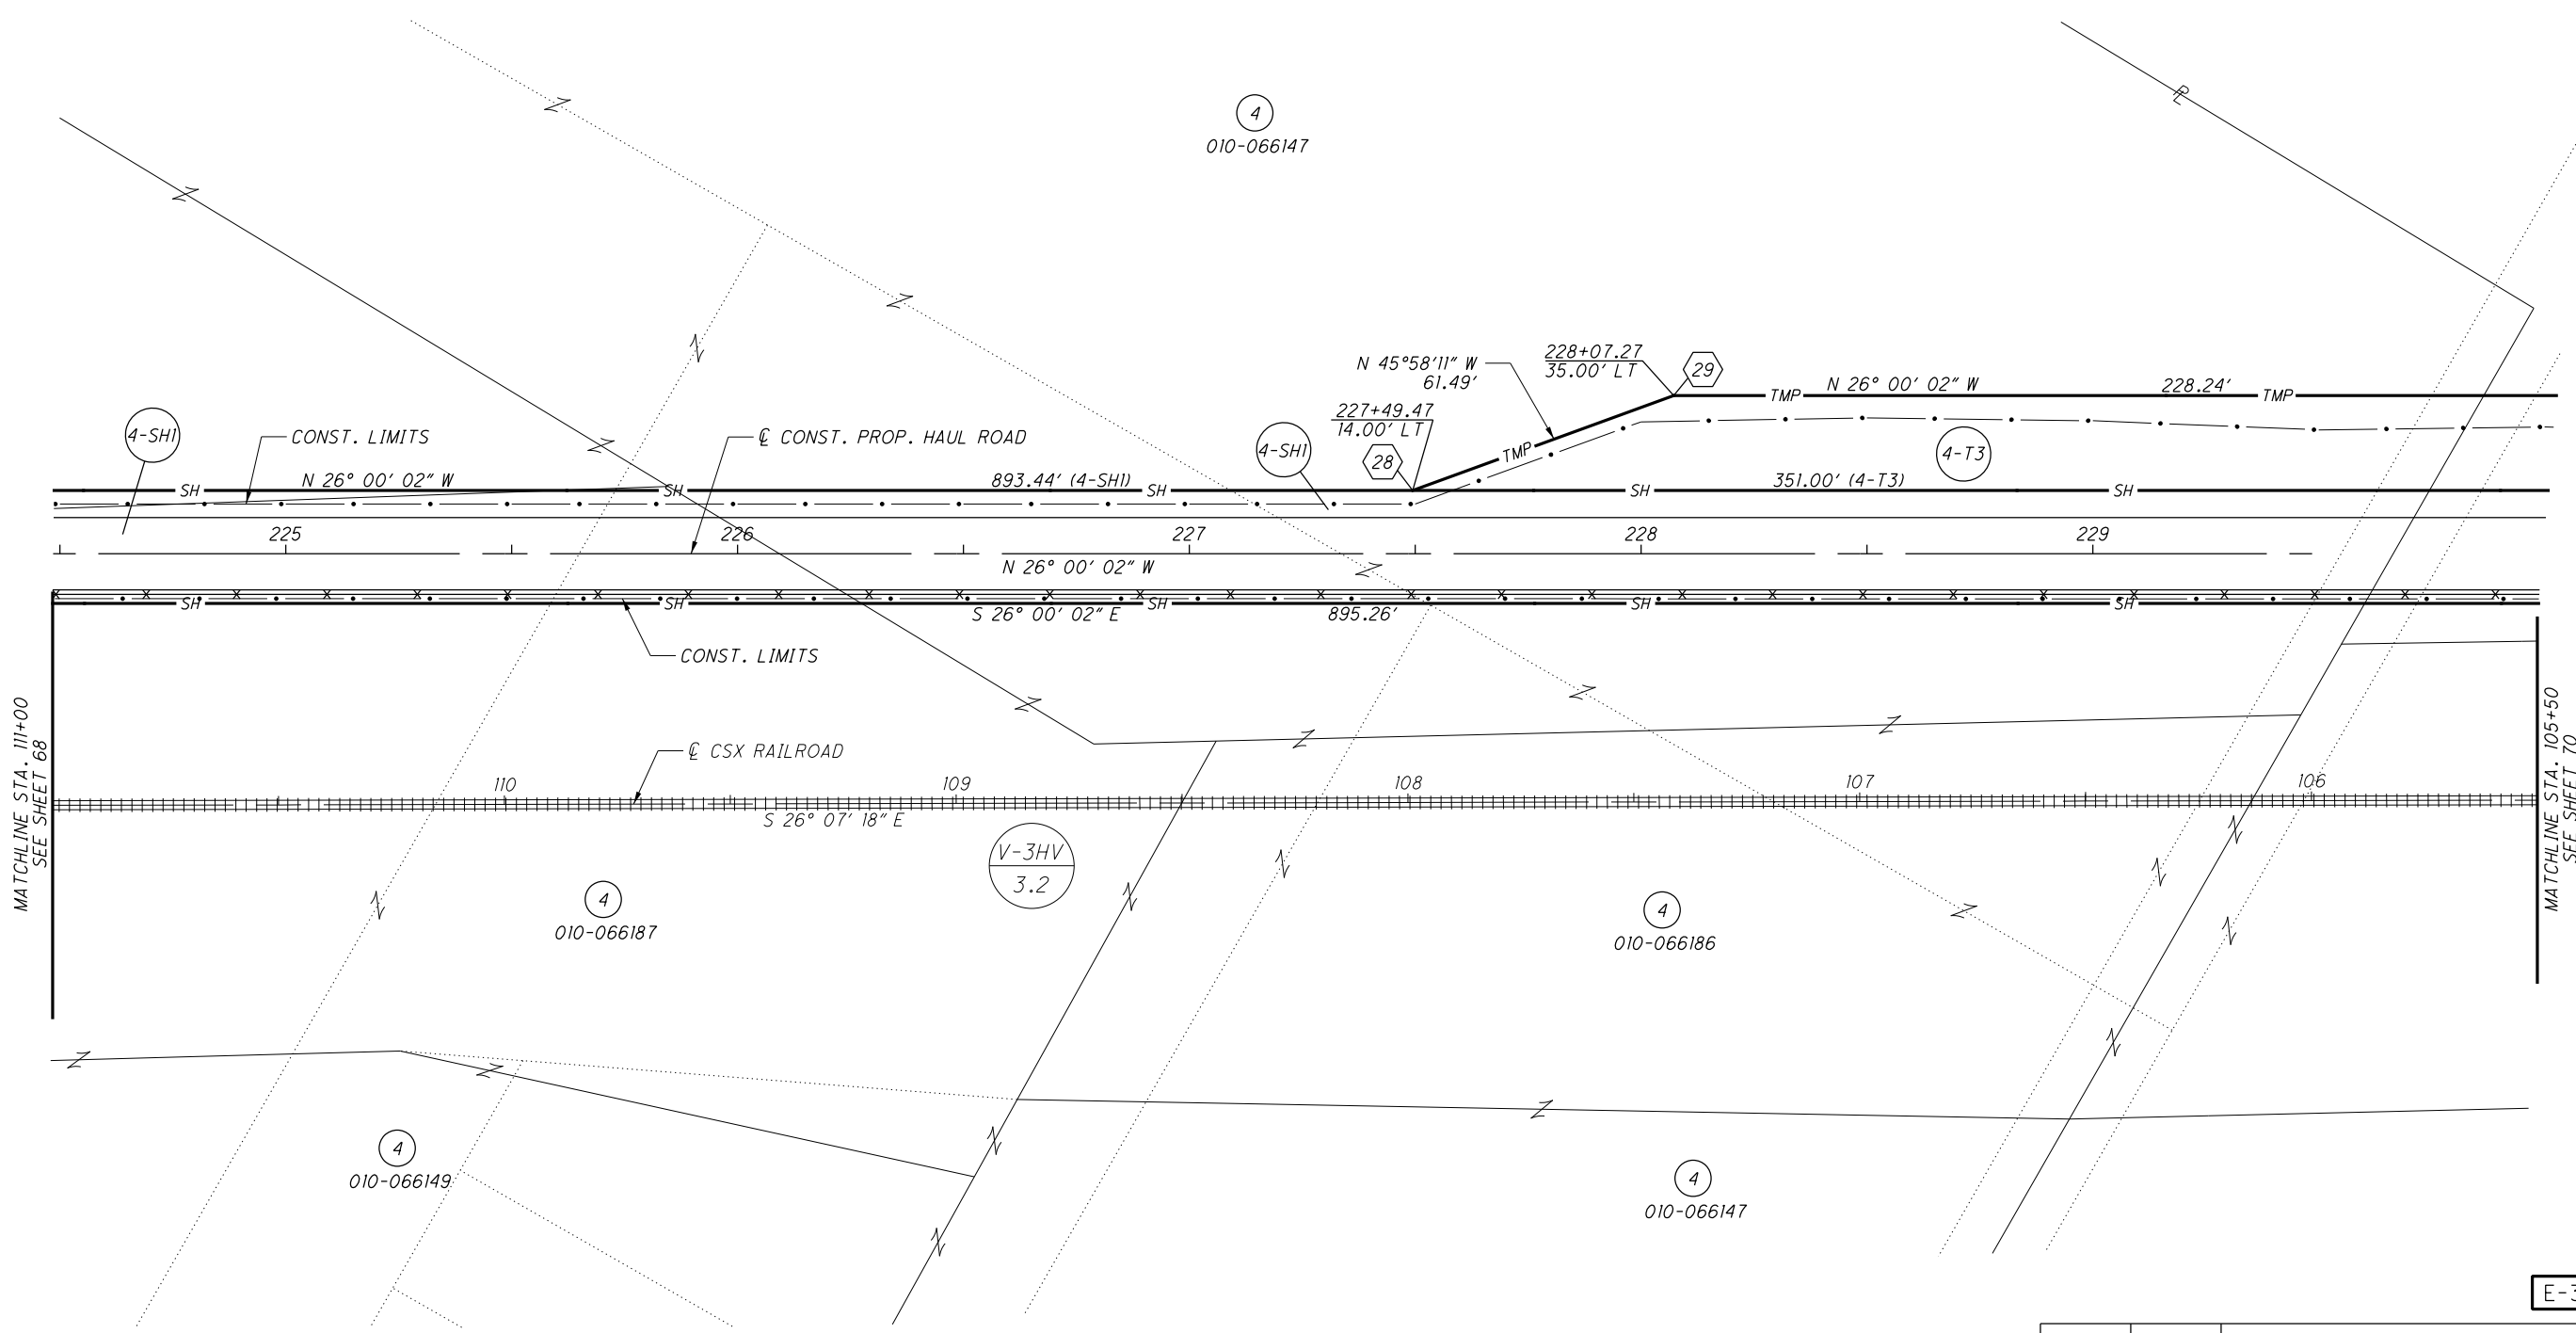 4
010-066147
PL
N 45°58'11" W
61.49'
228+07.27
35.00' LT
29
N 26° 00' 02" W
228.24'
TMP
TMP
227+49.47
14.00' LT
28
TMP
4-SH1
CONST. LIMITS
℄ CONST. PROP. HAUL ROAD
4-SH1
4-T3
N 26° 00' 02" W
893.44' (4-SH1)
351.00' (4-T3)
SH
SH
SH
SH
SH
225
226
227
228
229
N 26° 00' 02" W
SH
SH
SH
SH
SH
S 26° 00' 02" E
895.26'
CONST. LIMITS
MATCHLINE STA. 111+00
SEE SHEET 68
MATCHLINE STA. 105+50
SEE SHEET 70
℄ CSX RAILROAD
110
109
108
107
106
S 26° 07' 18" E
V-3HV
3.2
4
010-066187
4
010-066186
4
010-066149
4
010-066147